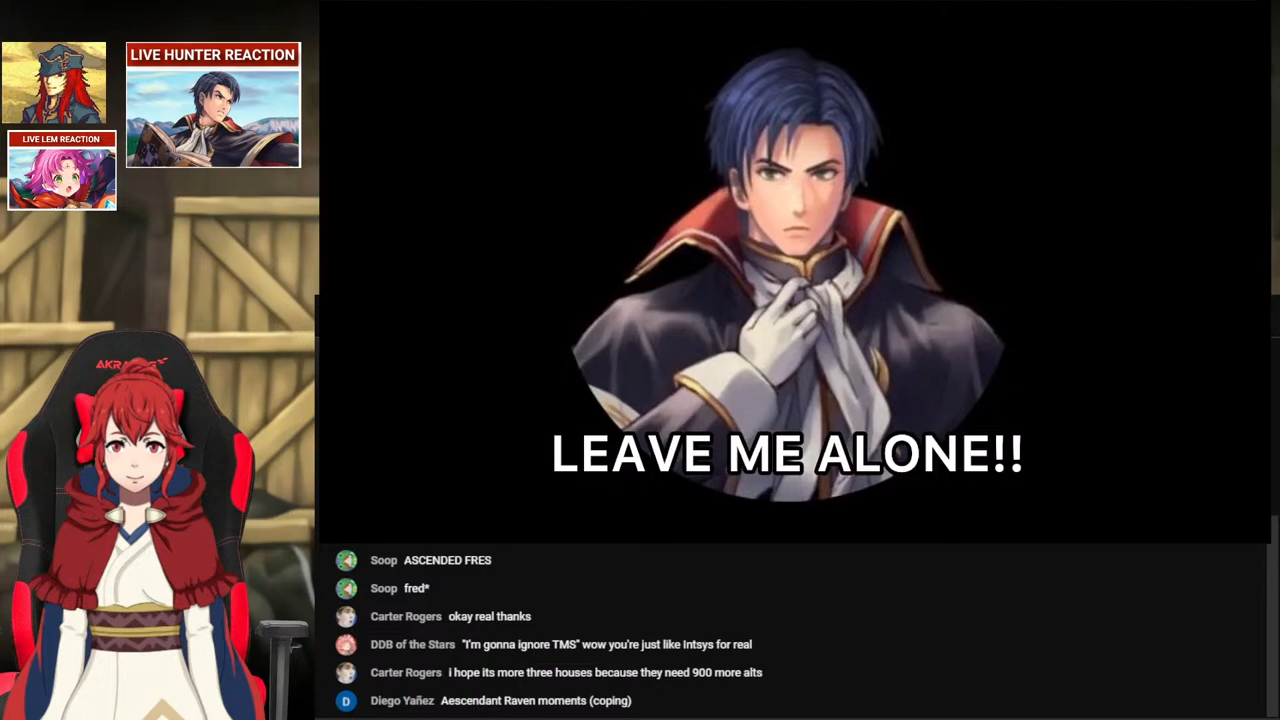 LIVE HUNTER REACTION
LIVE LEM REACTION
LEAVE ME ALONE!!
Soop ASCENDED FRES
Soop fred*
Carter Rogers okay real thanks
DDB of the Stars "I'm gonna ignore TMS" wow you're just like Intsys for real
Carter Rogers i hope its more three houses because they need 900 more alts
D Diego Yañez Aescendant Raven moments (coping)